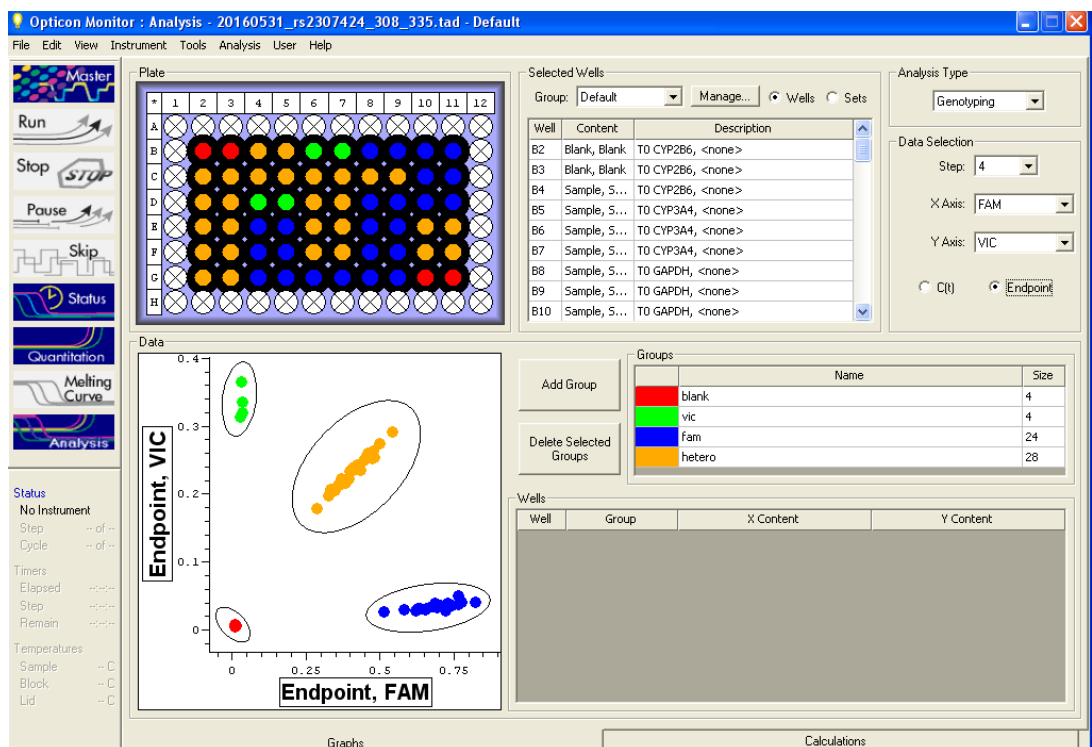 Opticon Monitor : Analysis - 20160531_rs2307424_308_335.tad - Default
File Edit View Instrument Tools Analysis User Help
Master
Run
Stop
STOP
Pause
Skip
Status
Quantitation
Melting
Curve
Analysis
Status
No Instrument
Step -- of --
Cycle -- of --
Timers
Elapsed --:--:--
Step --:--:--
Remain --:--:--
Temperatures
Sample -- C
Block -- C
Lid -- C
Plate
* 1 2 3 4 5 6 7 8 9 10 11 12
A
B
C
D
E
F
G
H
Selected Wells
Group: Default Manage... Wells Sets
Well Content Description
B2 Blank, Blank T0 CYP2B6, <none>
B3 Blank, Blank T0 CYP2B6, <none>
B4 Sample, S... T0 CYP2B6, <none>
B5 Sample, S... T0 CYP3A4, <none>
B6 Sample, S... T0 CYP3A4, <none>
B7 Sample, S... T0 CYP3A4, <none>
B8 Sample, S... T0 GAPDH, <none>
B9 Sample, S... T0 GAPDH, <none>
B10 Sample, S... T0 GAPDH, <none>
Analysis Type
Genotyping
Data Selection
Step: 4
X Axis: FAM
Y Axis: VIC
C(t) Endpoint
Data
Endpoint, VIC
0.4
0.3
0.2
0.1
0
0 0.25 0.5 0.75
Endpoint, FAM
Add Group
Delete Selected
Groups
Groups
Name Size
blank 4
vic 4
fam 24
hetero 28
Wells
Well Group X Content Y Content
Graphs
Calculations